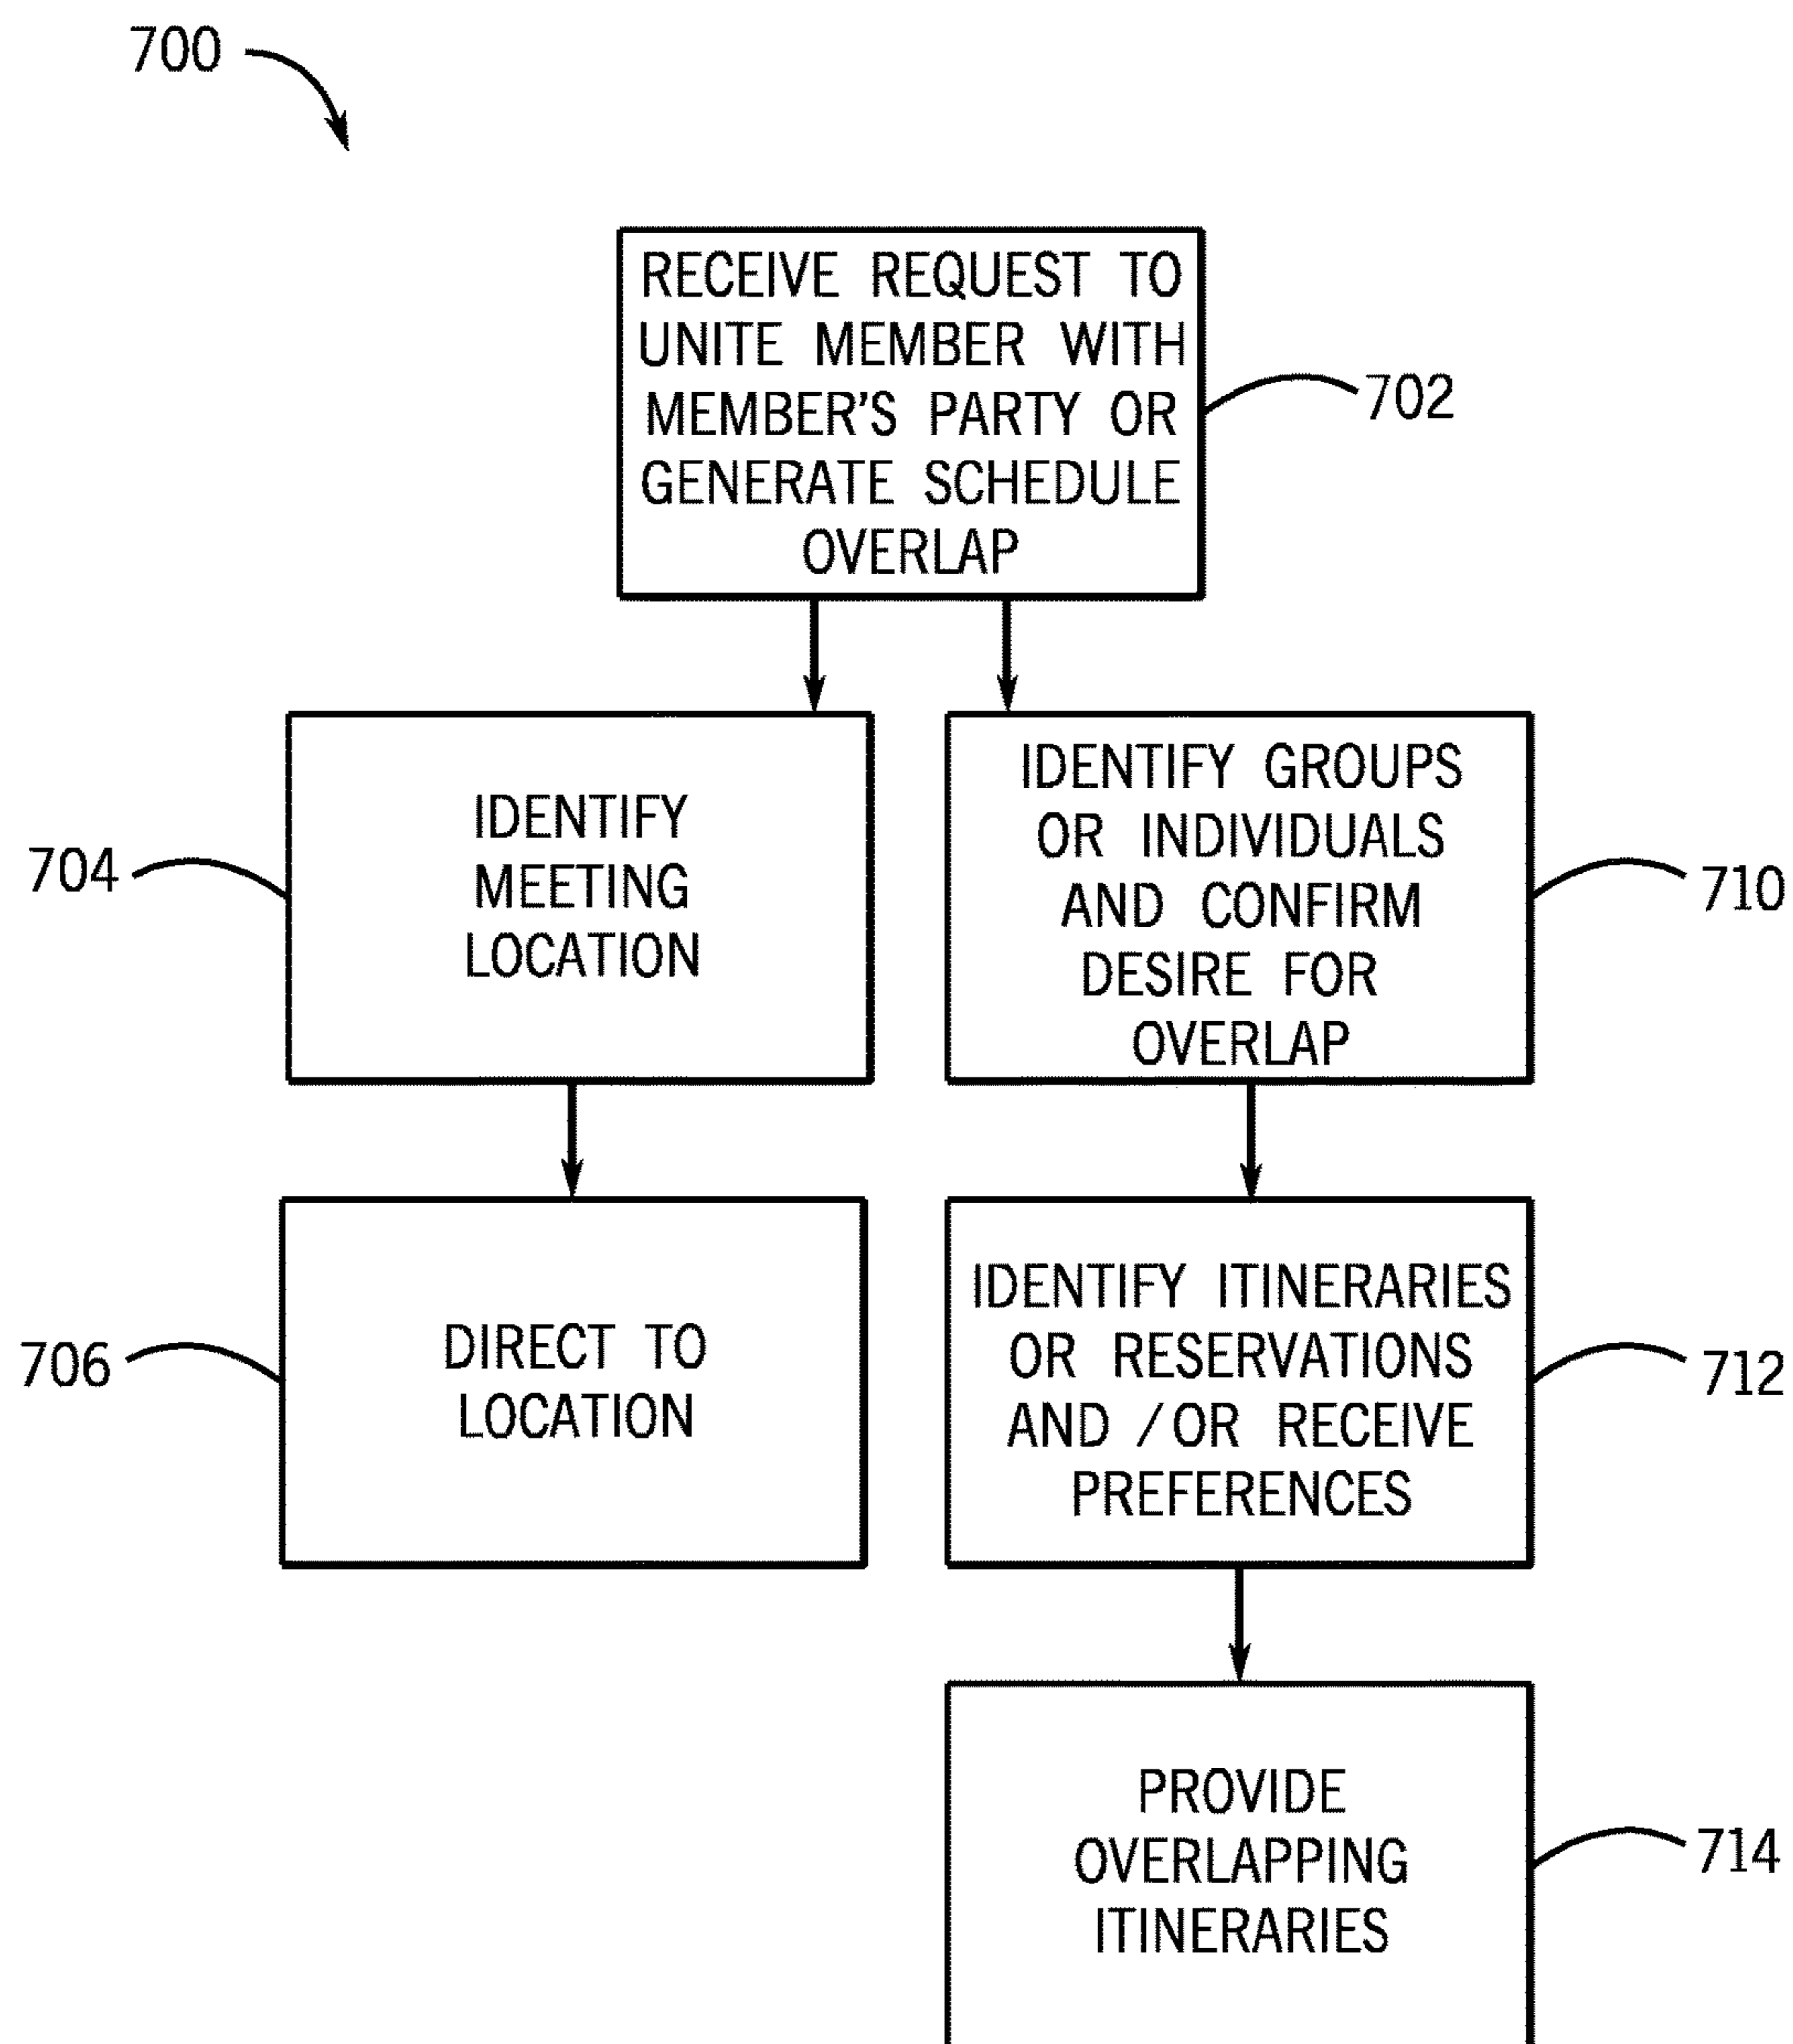 700
RECEIVE REQUEST TO
UNITE MEMBER WITH
MEMBER'S PARTY OR
GENERATE SCHEDULE
OVERLAP
702
IDENTIFY
MEETING
LOCATION
704
IDENTIFY GROUPS
OR INDIVIDUALS
AND CONFIRM
DESIRE FOR
OVERLAP
710
DIRECT TO
LOCATION
706
IDENTIFY ITINERARIES
OR RESERVATIONS
AND /OR RECEIVE
PREFERENCES
712
PROVIDE
OVERLAPPING
ITINERARIES
714